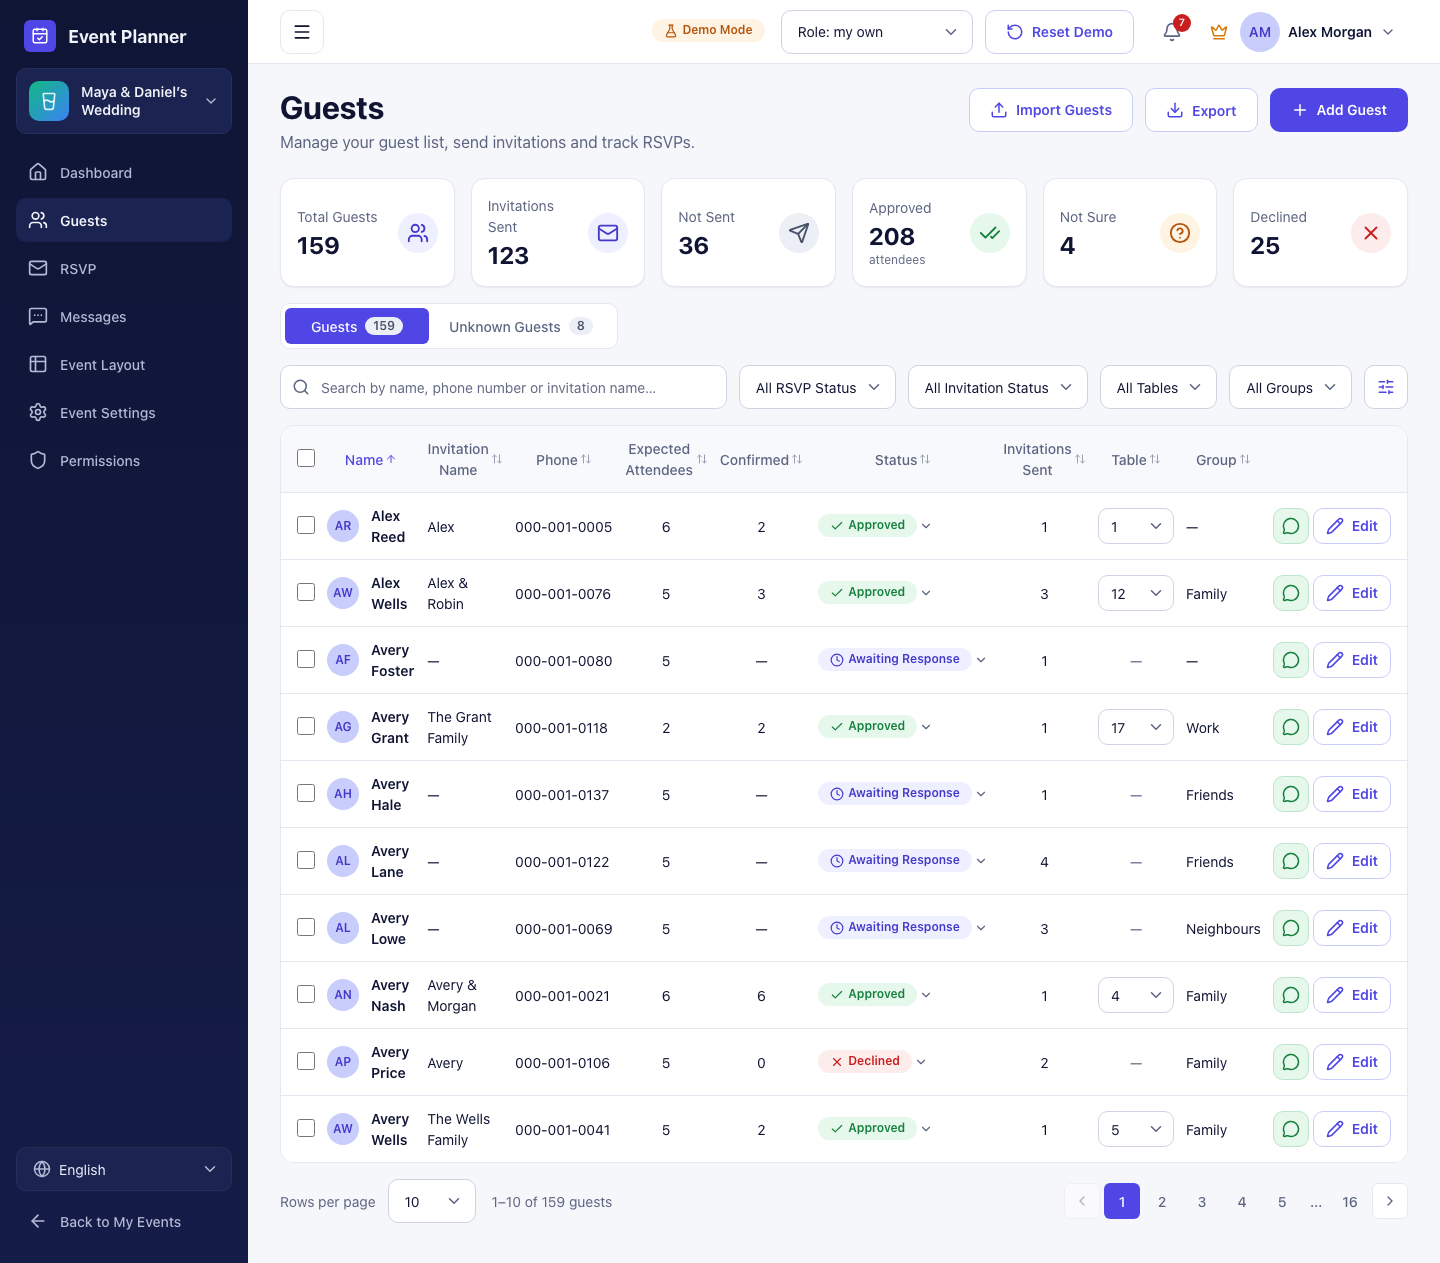 Event Planner
Maya & Daniel's
Wedding
Dashboard
Guests
RSVP
Messages
Event Layout
Event Settings
Permissions
English
Back to My Events
Demo Mode
Role: my own
Reset Demo
7
AM
Alex Morgan
Guests
Manage your guest list, send invitations and track RSVPs.
Import Guests
Export
Add Guest
Total Guests
159
Invitations
Sent
123
Not Sent
36
Approved
208
attendees
Not Sure
4
Declined
25
Guests 159
Unknown Guests 8
Search by name, phone number or invitation name...
All RSVP Status
All Invitation Status
All Tables
All Groups
Name
Invitation
Name
Phone
Expected
Attendees
Confirmed
Status
Invitations
Sent
Table
Group
AR Alex Reed Alex 000-001-0005 6 2 Approved 1 1 — Edit
AW Alex Wells Alex & Robin 000-001-0076 5 3 Approved 3 12 Family Edit
AF Avery Foster — 000-001-0080 5 — Awaiting Response 1 — — Edit
AG Avery Grant The Grant Family 000-001-0118 2 2 Approved 1 17 Work Edit
AH Avery Hale — 000-001-0137 5 — Awaiting Response 1 — Friends Edit
AL Avery Lane — 000-001-0122 5 — Awaiting Response 4 — Friends Edit
AL Avery Lowe — 000-001-0069 5 — Awaiting Response 3 — Neighbours Edit
AN Avery Nash Avery & Morgan 000-001-0021 6 6 Approved 1 4 Family Edit
AP Avery Price Avery 000-001-0106 5 0 Declined 2 — Family Edit
AW Avery Wells The Wells Family 000-001-0041 5 2 Approved 1 5 Family Edit
Rows per page 10 1–10 of 159 guests
1 2 3 4 5 ... 16